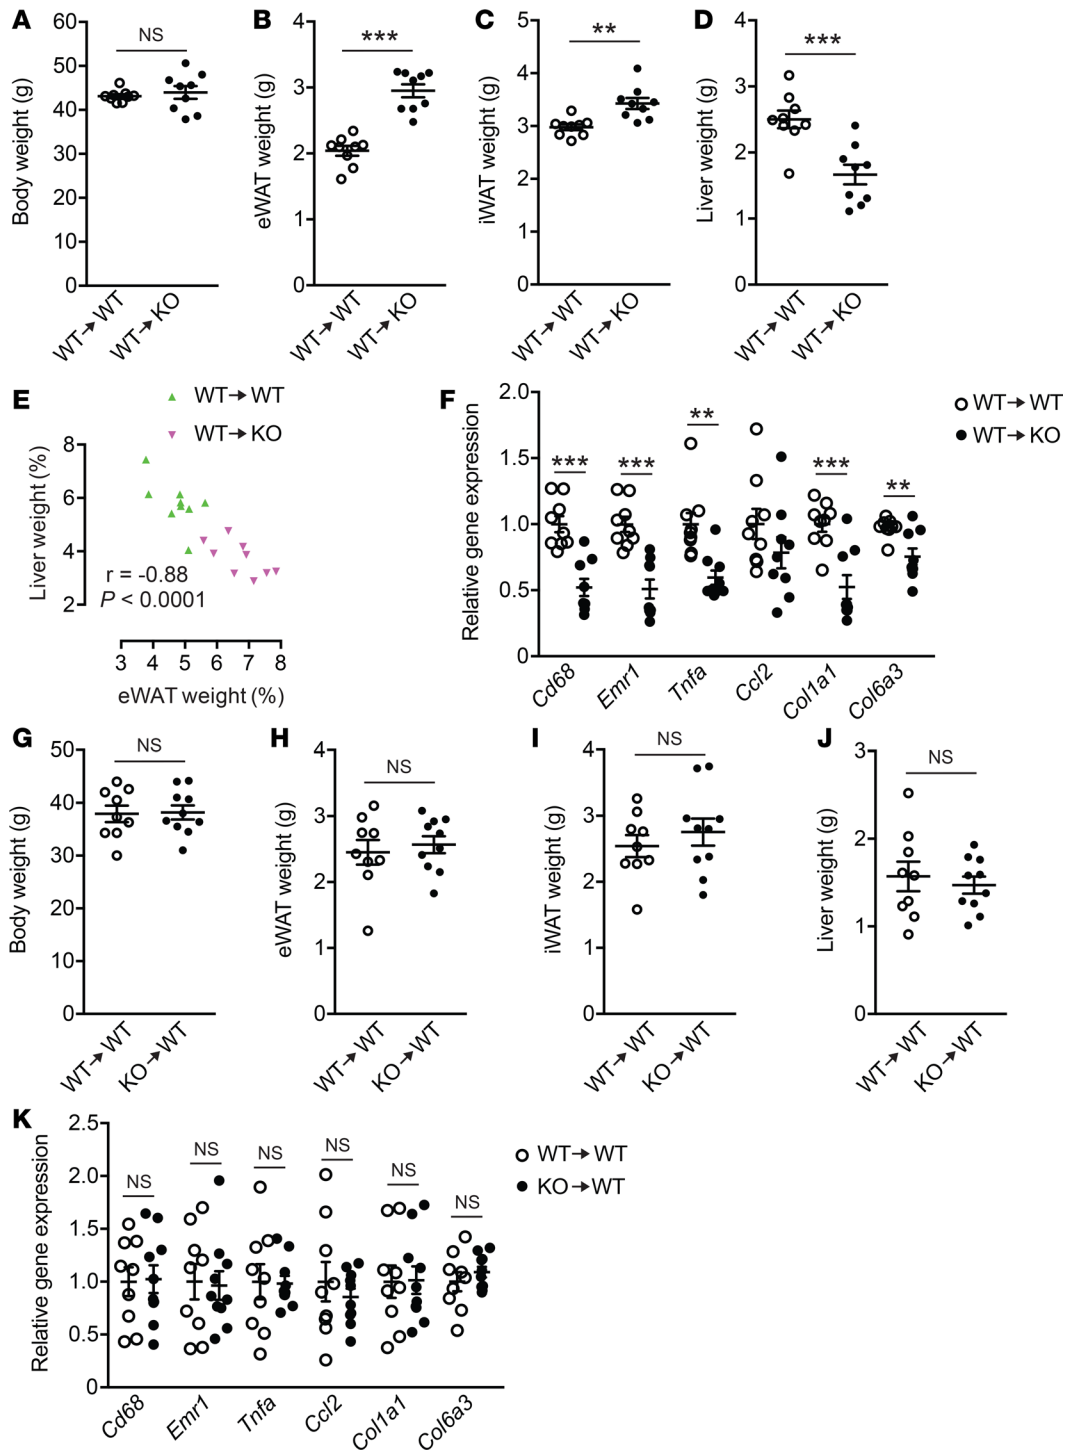 A
Body weight (g)
60
50
40
30
20
10
0
NS
WT→WT
WT→KO
B
eWAT weight (g)
4
3
2
1
0
***
WT→WT
WT→KO
C
iWAT weight (g)
5
4
3
2
1
0
**
WT→WT
WT→KO
D
Liver weight (g)
4
3
2
1
0
***
WT→WT
WT→KO
E
WT→WT
WT→KO
Liver weight (%)
8
6
4
2
r = -0.88
P < 0.0001
3 4 5 6 7 8
eWAT weight (%)
F
Relative gene expression
2.0
1.5
1.0
0.5
0
*** *** ** *** **
Cd68 Emr1 Tnfa Ccl2 Col1a1 Col6a3
WT→WT
WT→KO
G
Body weight (g)
50
40
30
20
10
0
NS
WT→WT
KO→WT
H
eWAT weight (g)
4
3
2
1
0
NS
WT→WT
KO→WT
I
iWAT weight (g)
4
3
2
1
0
NS
WT→WT
KO→WT
J
Liver weight (g)
3
2
1
0
NS
WT→WT
KO→WT
K
Relative gene expression
2.5
2.0
1.5
1.0
0.5
0
NS NS NS NS NS NS
Cd68 Emr1 Tnfa Ccl2 Col1a1 Col6a3
WT→WT
KO→WT